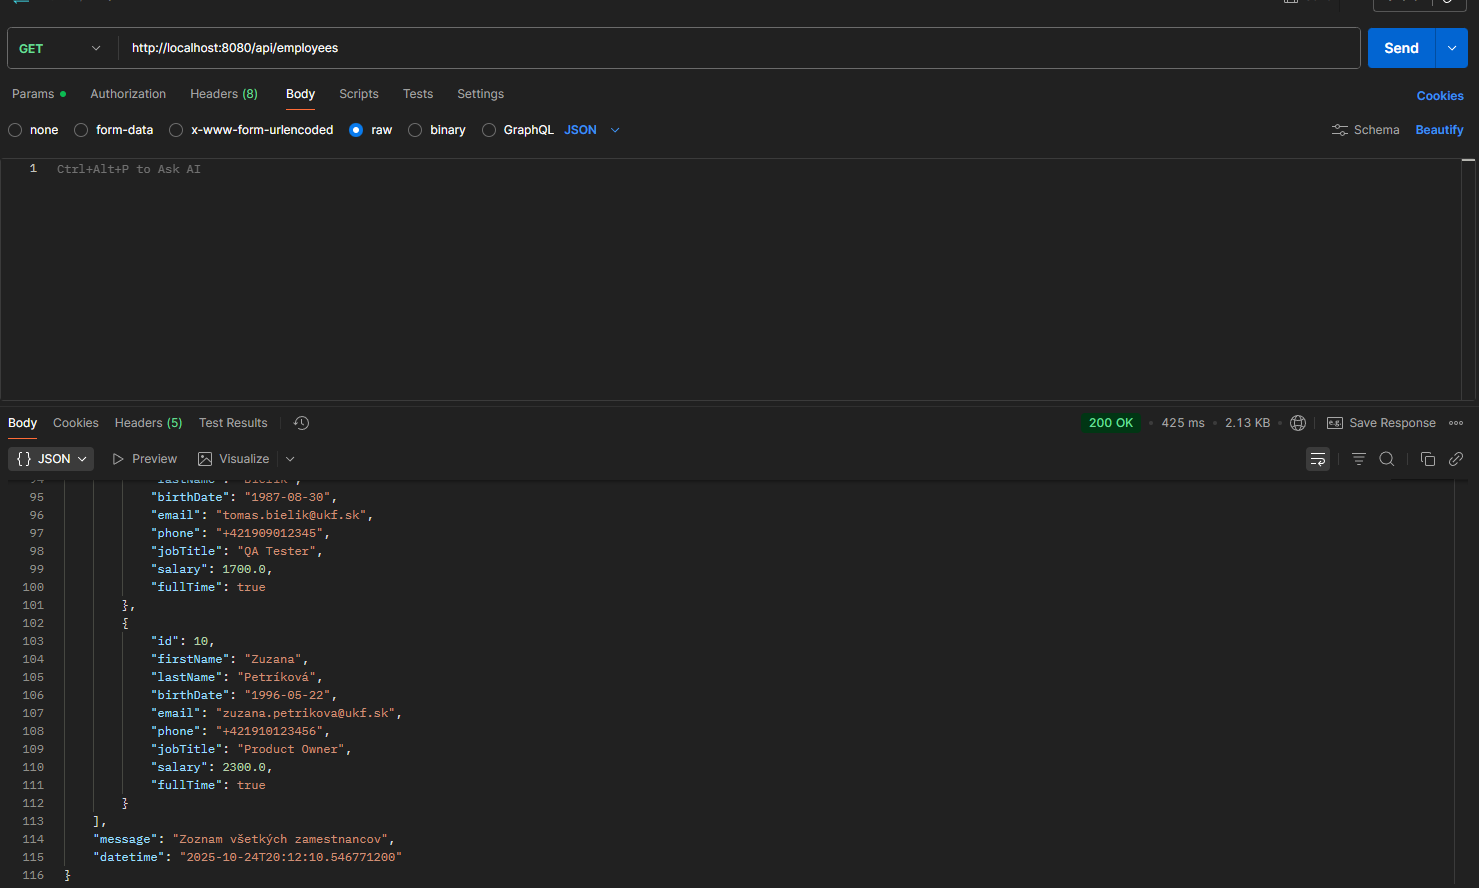 GET http://localhost:8080/api/employees Send
Params Authorization Headers (8) Body Scripts Tests Settings Cookies
none form-data x-www-form-urlencoded raw binary GraphQL JSON Schema Beautify
1 Ctrl+Alt+P to Ask AI
Body Cookies Headers (5) Test Results 200 OK 425 ms 2.13 KB e.g. Save Response
{} JSON Preview Visualize
94 "lastName": "Bielik",
95 "birthDate": "1987-08-30",
96 "email": "tomas.bielik@ukf.sk",
97 "phone": "+421909012345",
98 "jobTitle": "QA Tester",
99 "salary": 1700.0,
100 "fullTime": true
101 },
102 {
103 "id": 10,
104 "firstName": "Zuzana",
105 "lastName": "Petríková",
106 "birthDate": "1996-05-22",
107 "email": "zuzana.petrikova@ukf.sk",
108 "phone": "+421910123456",
109 "jobTitle": "Product Owner",
110 "salary": 2300.0,
111 "fullTime": true
112 }
113 ],
114 "message": "Zoznam všetkých zamestnancov",
115 "datetime": "2025-10-24T20:12:10.546771200"
116 }